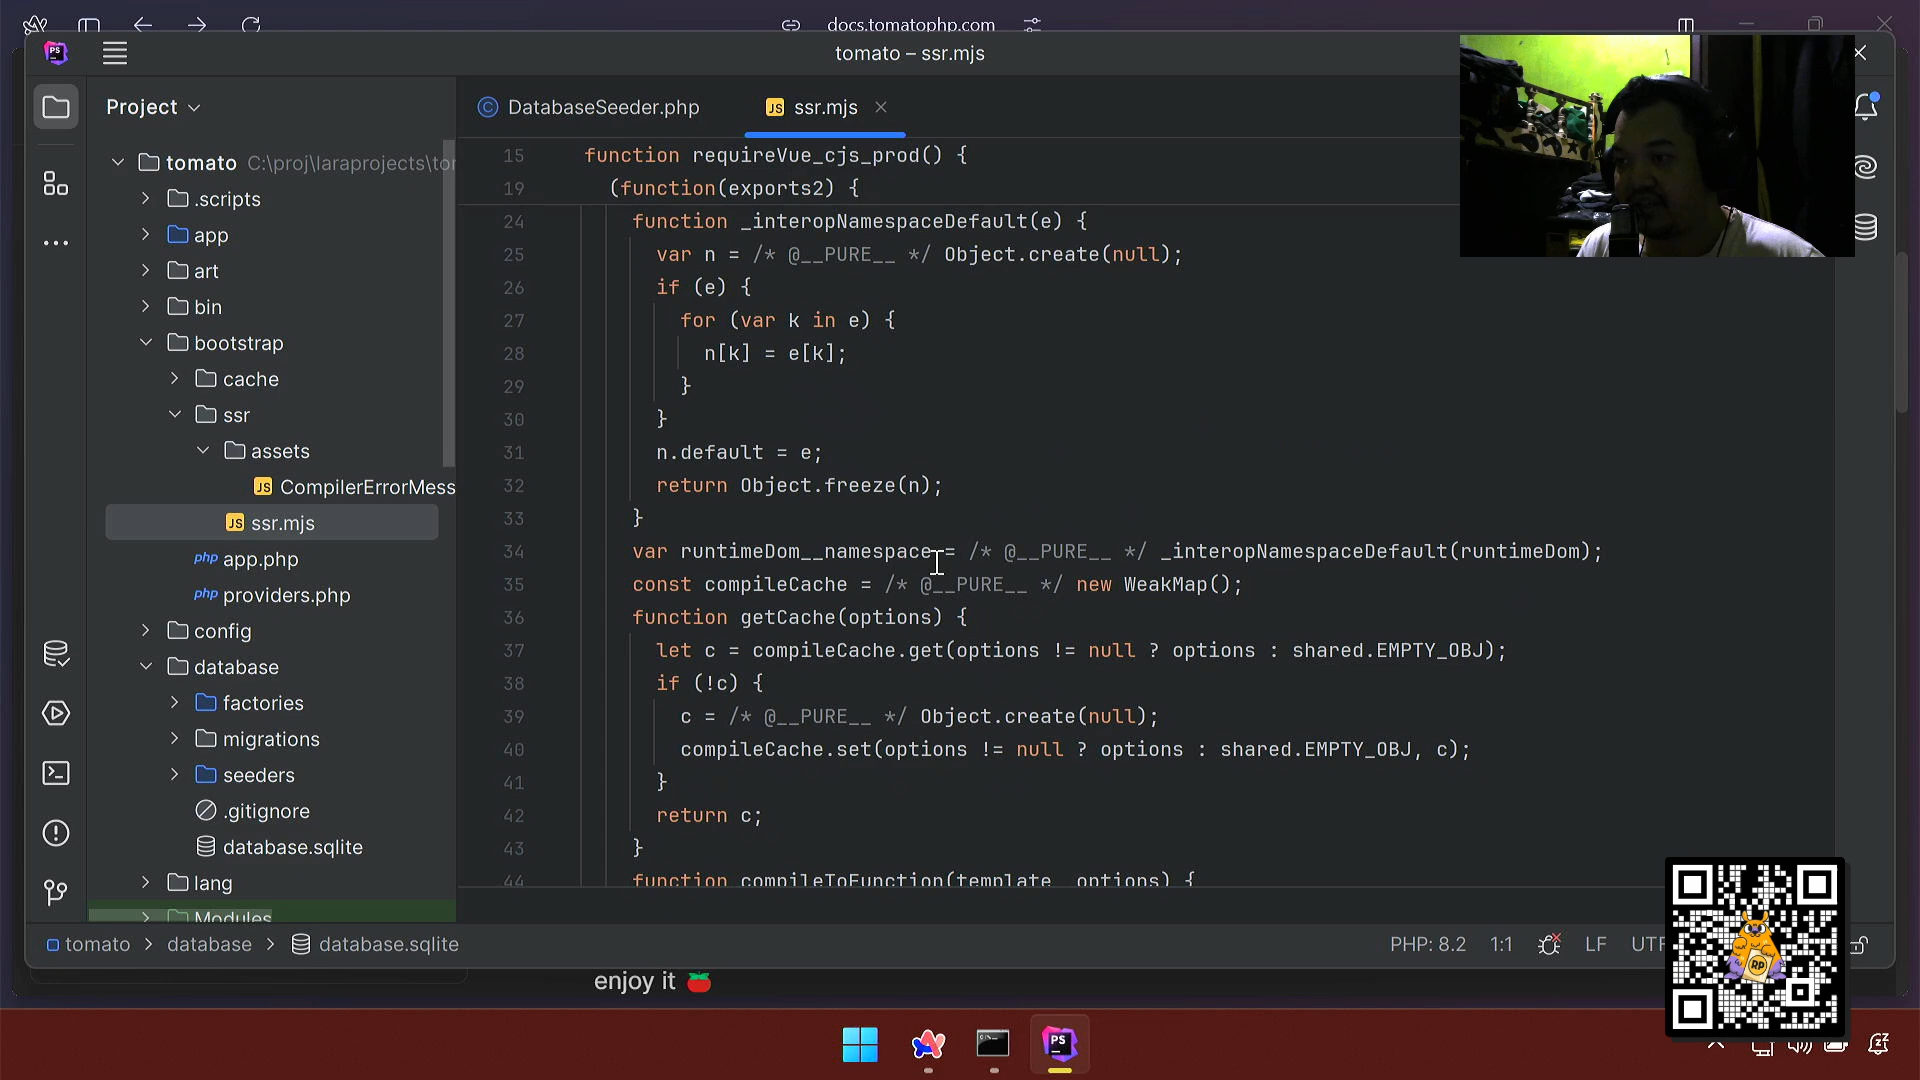 docs.tomatophp.com
PS
tomato – ssr.mjs
Project
DatabaseSeeder.php
JS ssr.mjs
tomato C:\proj\laraprojects\to
.scripts
app
art
bin
bootstrap
cache
ssr
assets
JS CompilerErrorMess
JS ssr.mjs
php app.php
php providers.php
config
database
factories
migrations
seeders
.gitignore
database.sqlite
lang
Modules
15 function requireVue_cjs_prod() {
19 (function(exports2) {
24 function _interopNamespaceDefault(e) {
25 var n = /* @__PURE__ */ Object.create(null);
26 if (e) {
27 for (var k in e) {
28 n[k] = e[k];
29 }
30 }
31 n.default = e;
32 return Object.freeze(n);
33 }
34 var runtimeDom__namespace = /* @__PURE__ */ _interopNamespaceDefault(runtimeDom);
35 const compileCache = /* @__PURE__ */ new WeakMap();
36 function getCache(options) {
37 let c = compileCache.get(options != null ? options : shared.EMPTY_OBJ);
38 if (!c) {
39 c = /* @__PURE__ */ Object.create(null);
40 compileCache.set(options != null ? options : shared.EMPTY_OBJ, c);
41 }
42 return c;
43 }
44 function compileToFunction(template, options) {
tomato > database > database.sqlite
PHP: 8.2 1:1 LF UTF
RP
enjoy it 🍅
PS